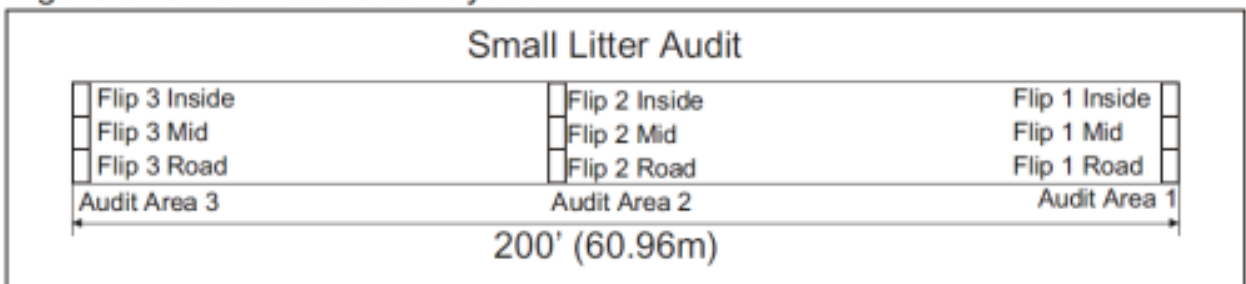 Small Litter Audit
Flip 3 Inside Flip 2 Inside Flip 1 Inside
Flip 3 Mid Flip 2 Mid Flip 1 Mid
Flip 3 Road Flip 2 Road Flip 1 Road
Audit Area 3 Audit Area 2 Audit Area 1
200’ (60.96m)